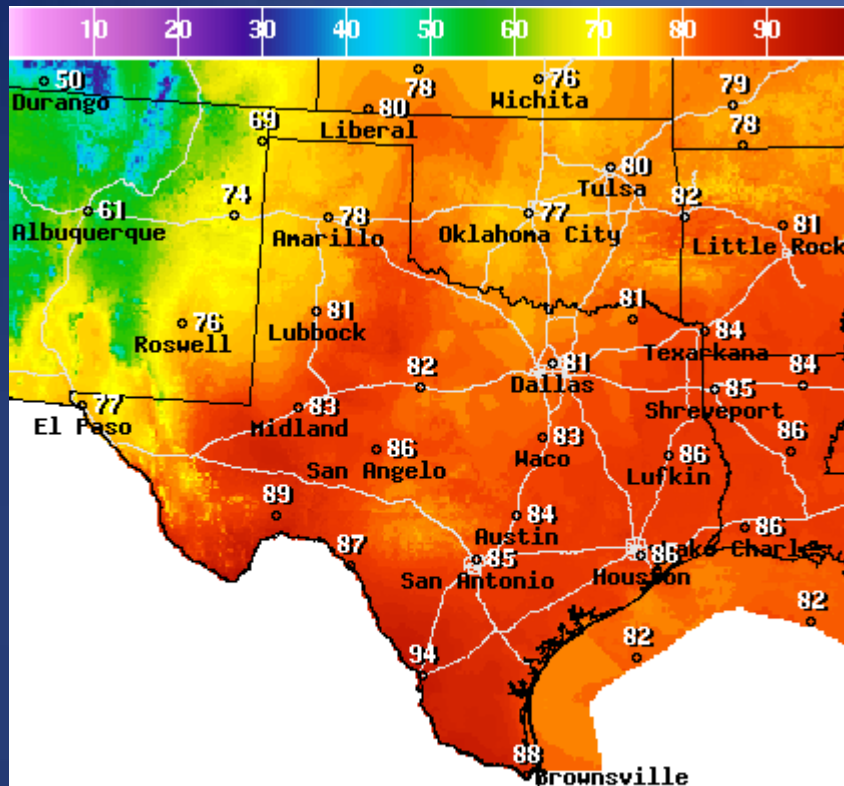 10 20 30 40 50 60 70 80 90
50
Durango
78
76
Wichita
79
80
Liberal
69
78
80
Tulsa
61
Albuquerque
74
78
Amarillo
77
Oklahoma City
82
81
Little Rock
76
Roswell
81
Lubbock
81
84
Texarkana
82
81
Dallas
84
85
Shreveport
77
El Paso
83
Midland
86
San Angelo
83
Waco
86
Lufkin
86
89
84
Austin
86
Lake Charles
87
85
San Antonio
86
Houston
82
94
82
88
Brownsville